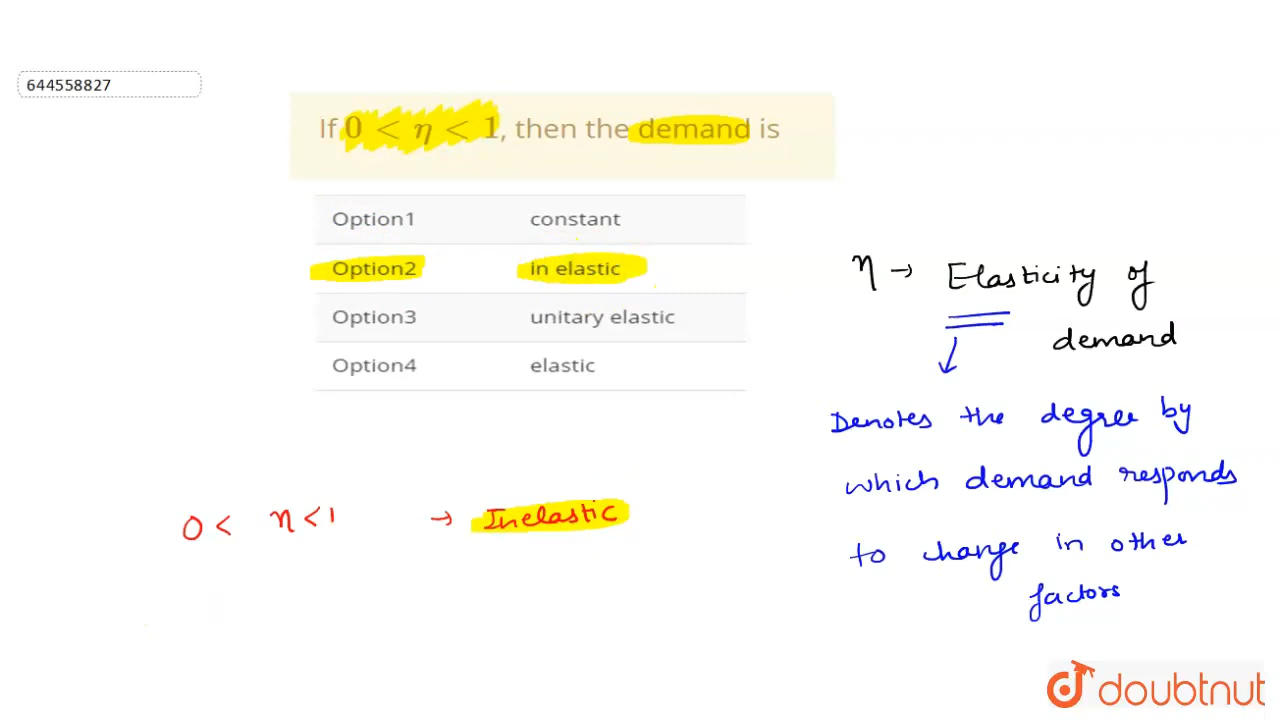 644558827
If 0 < η < 1, then the demand is
Option1 constant
Option2 in elastic
Option3 unitary elastic
Option4 elastic
η → Elasticity of
demand
Denotes the degree by
which demand responds
to change in other
factors
0 < η < 1 → Inelastic
doubtnut